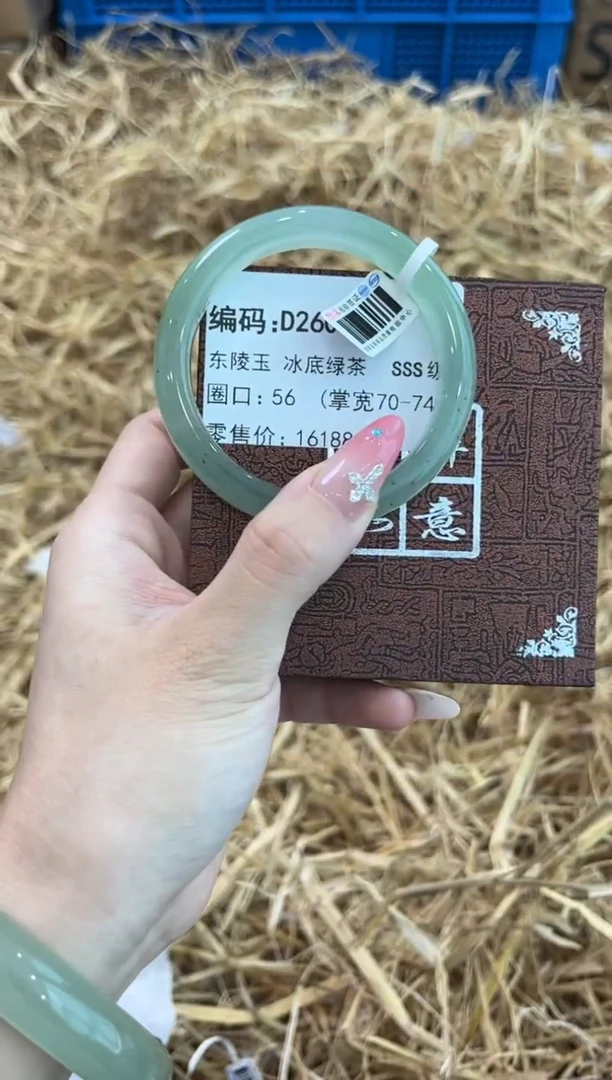 编码:D260
东陵玉 冰底绿茶 SSS级
圈口: 56 (掌宽70-74
零售价: 16188
意